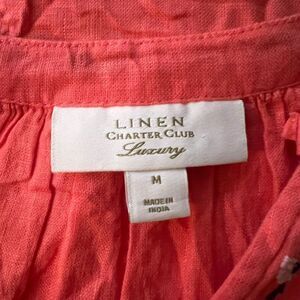 LINEN
CHARTER CLUB
Luxury
M
MADE IN
INDIA